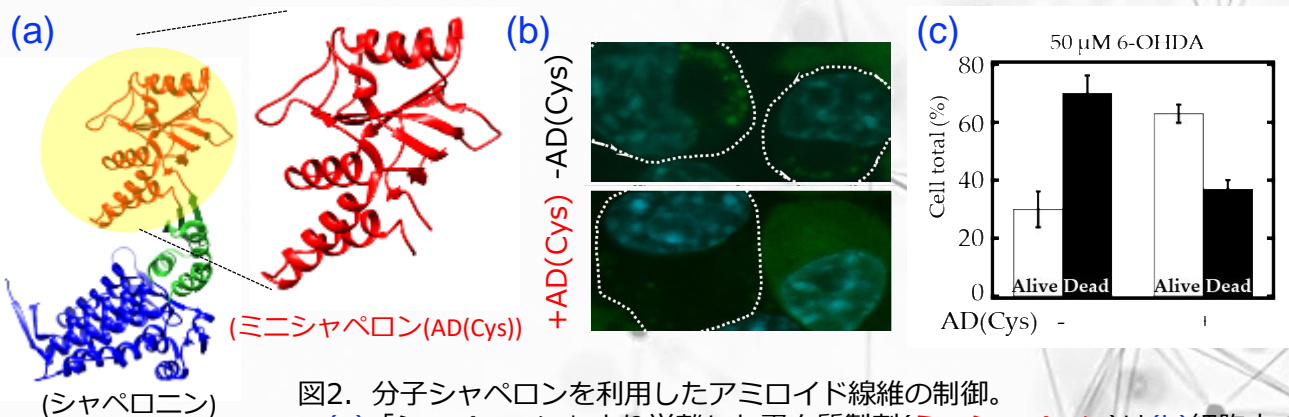 (a)
(b)
(c)
(シャペロニン)
(ミニシャペロン(AD(Cys))
-AD(Cys)
+AD(Cys)
50 µM 6-OHDA
Cell total (%)
80
60
40
20
0
Alive Dead Alive Dead
AD(Cys) - +
図2. 分子シャペロンを利用したアミロイド線維の制御。